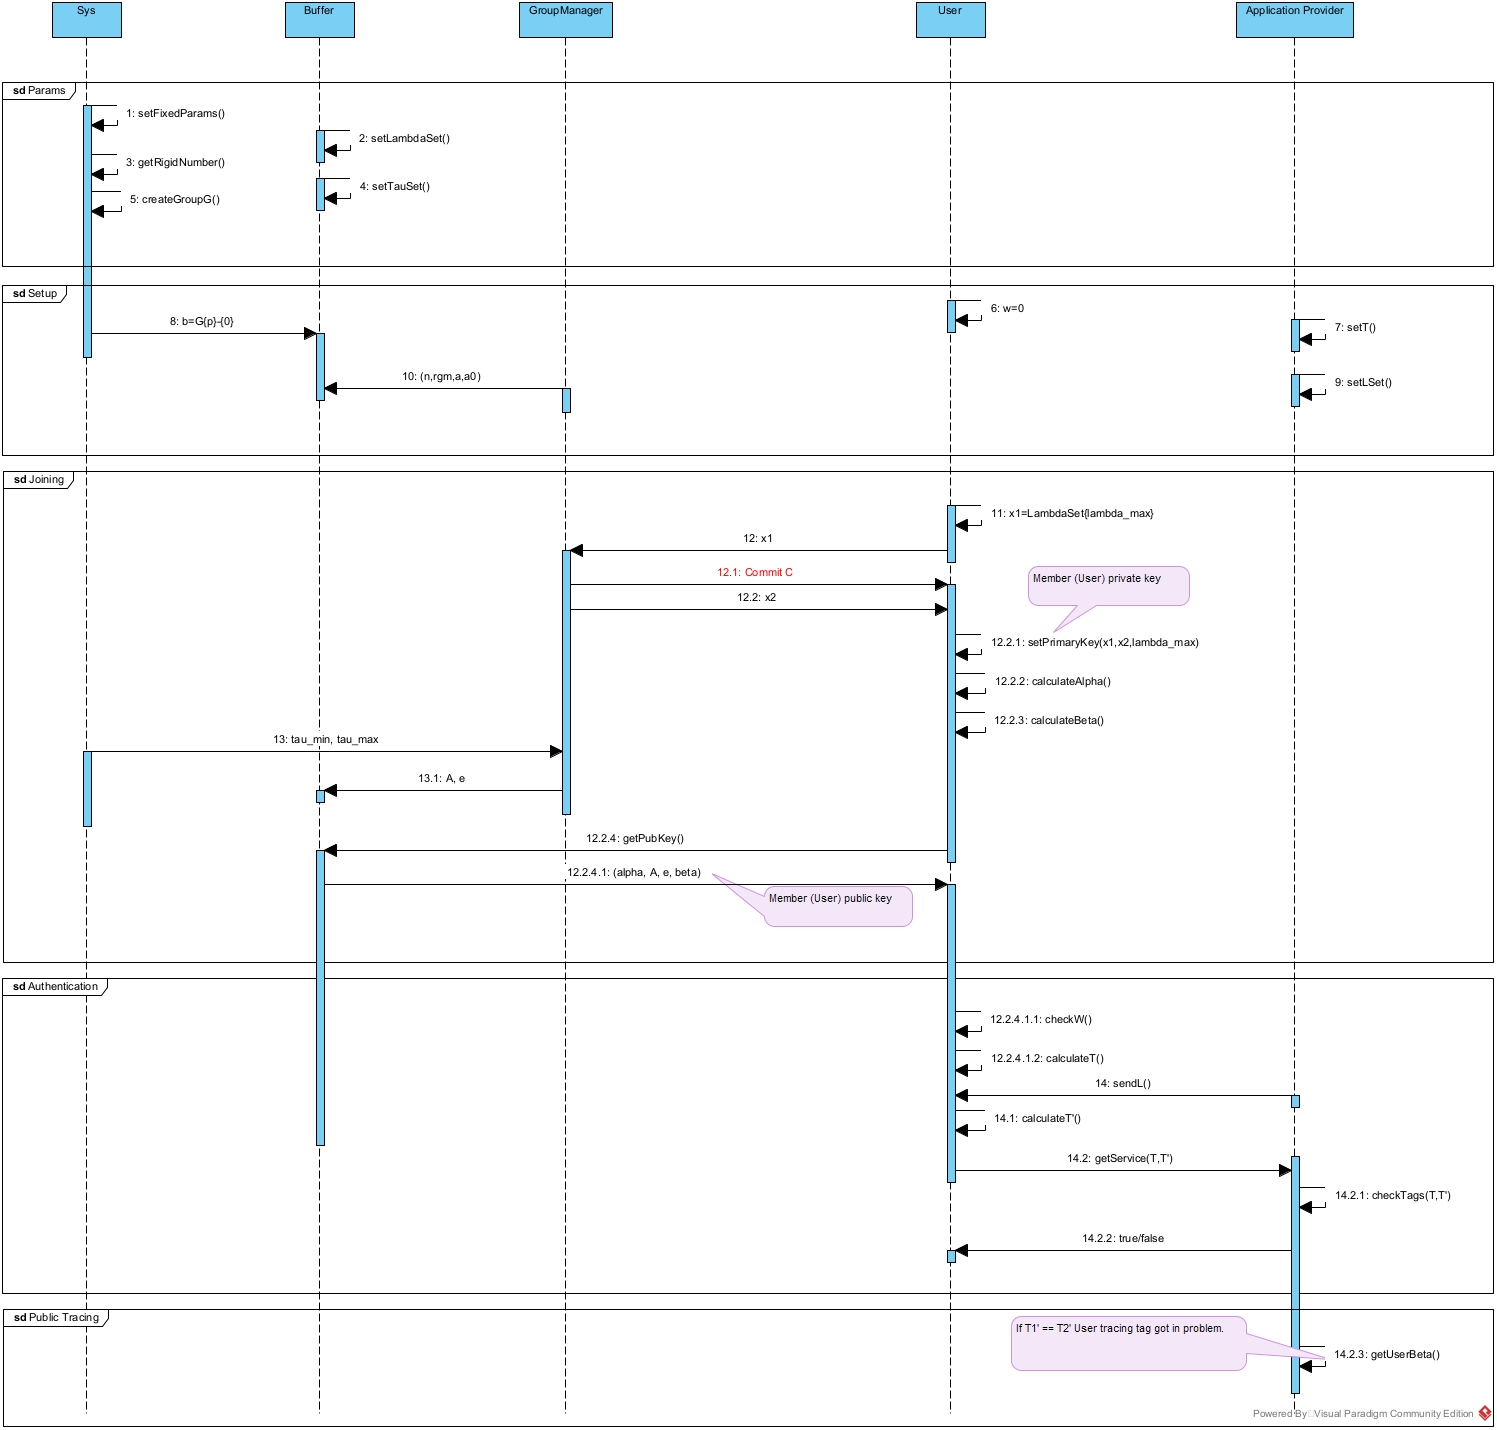 Sys
Buffer
GroupManager
User
Application Provider
sd Params
1: setFixedParams()
2: setLambdaSet()
3: getRigidNumber()
4: setTauSet()
5: createGroupG()
sd Setup
6: w=0
8: b=G{p}-{0}
7: setT()
10: (n,rgm,a,a0)
9: setLSet()
sd Joining
11: x1=LambdaSet{lambda_max}
12: x1
12.1: Commit C
Member (User) private key
12.2: x2
12.2.1: setPrimaryKey(x1,x2,lambda_max)
12.2.2: calculateAlpha()
12.2.3: calculateBeta()
13: tau_min, tau_max
13.1: A, e
12.2.4: getPubKey()
12.2.4.1: (alpha, A, e, beta)
Member (User) public key
sd Authentication
12.2.4.1.1: checkW()
12.2.4.1.2: calculateT()
14: sendL()
14.1: calculateT'()
14.2: getService(T,T')
14.2.1: checkTags(T,T')
14.2.2: true/false
sd Public Tracing
If T1' == T2' User tracing tag got in problem.
14.2.3: getUserBeta()
Powered By Visual Paradigm Community Edition